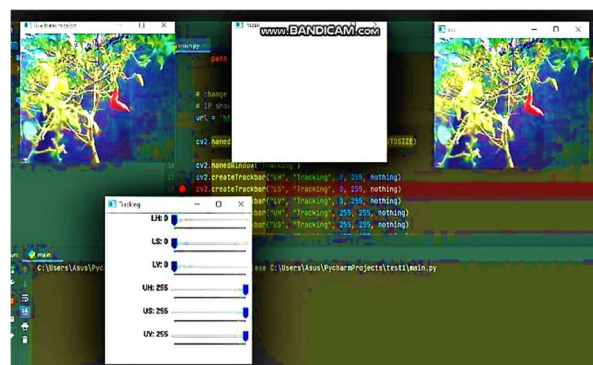 mask
www.BANDICAM.com
res
main.py
pass
# change
# IP
url =
cv2.named
cv2.namedWindow("Tracking")
cv2.createTrackbar("LH", "Tracking", 0, 255, nothing)
cv2.createTrackbar("LS", "Tracking", 0, 255, nothing)
bar("LV", "Tracking", 0, 255, nothing)
bar("UH", "Tracking", 255, 255, nothing)
bar("US", "Tracking", 255, 255, nothing)
Tracking
LH: 0
LS: 0
LV: 0
UH: 255
US: 255
UV: 255
main
C:\Users\Asus\Pyc
.exe C:\Users\Asus\PycharmProjects\test1\main.py